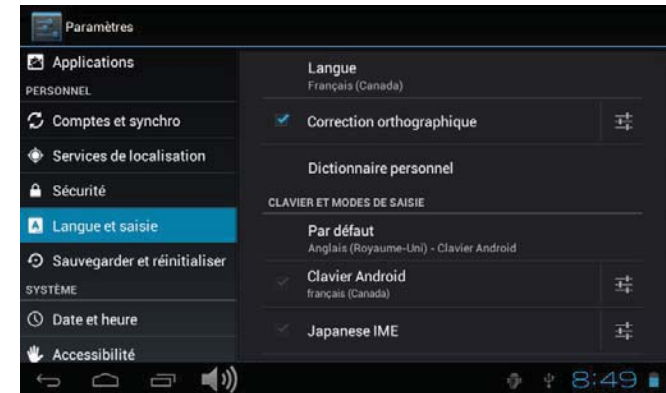 Paramètres
Applications
PERSONNEL
Comptes et synchro
Services de localisation
Sécurité
A Langue et saisie
Sauvegarder et réinitialiser
SYSTÈME
Date et heure
Accessibilité
Langue
Français (Canada)
Correction orthographique
Dictionnaire personnel
CLAVIER ET MODES DE SAISIE
Par défaut
Anglais (Royaume-Uni) - Clavier Android
Clavier Android
français (Canada)
Japanese IME
8:49